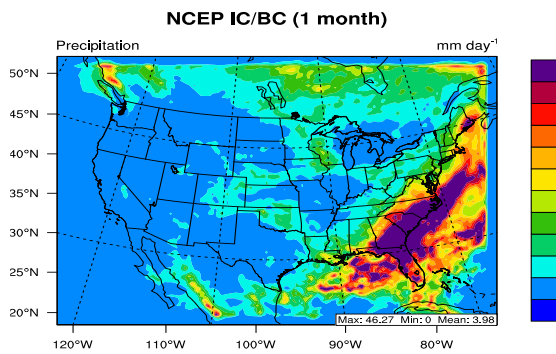 NCEP IC/BC (1 month)
Precipitation mm day⁻¹
50°N
45°N
40°N
35°N
30°N
25°N
20°N
Max: 46.27 Min: 0 Mean: 3.98
120°W 110°W 100°W 90°W 80°W